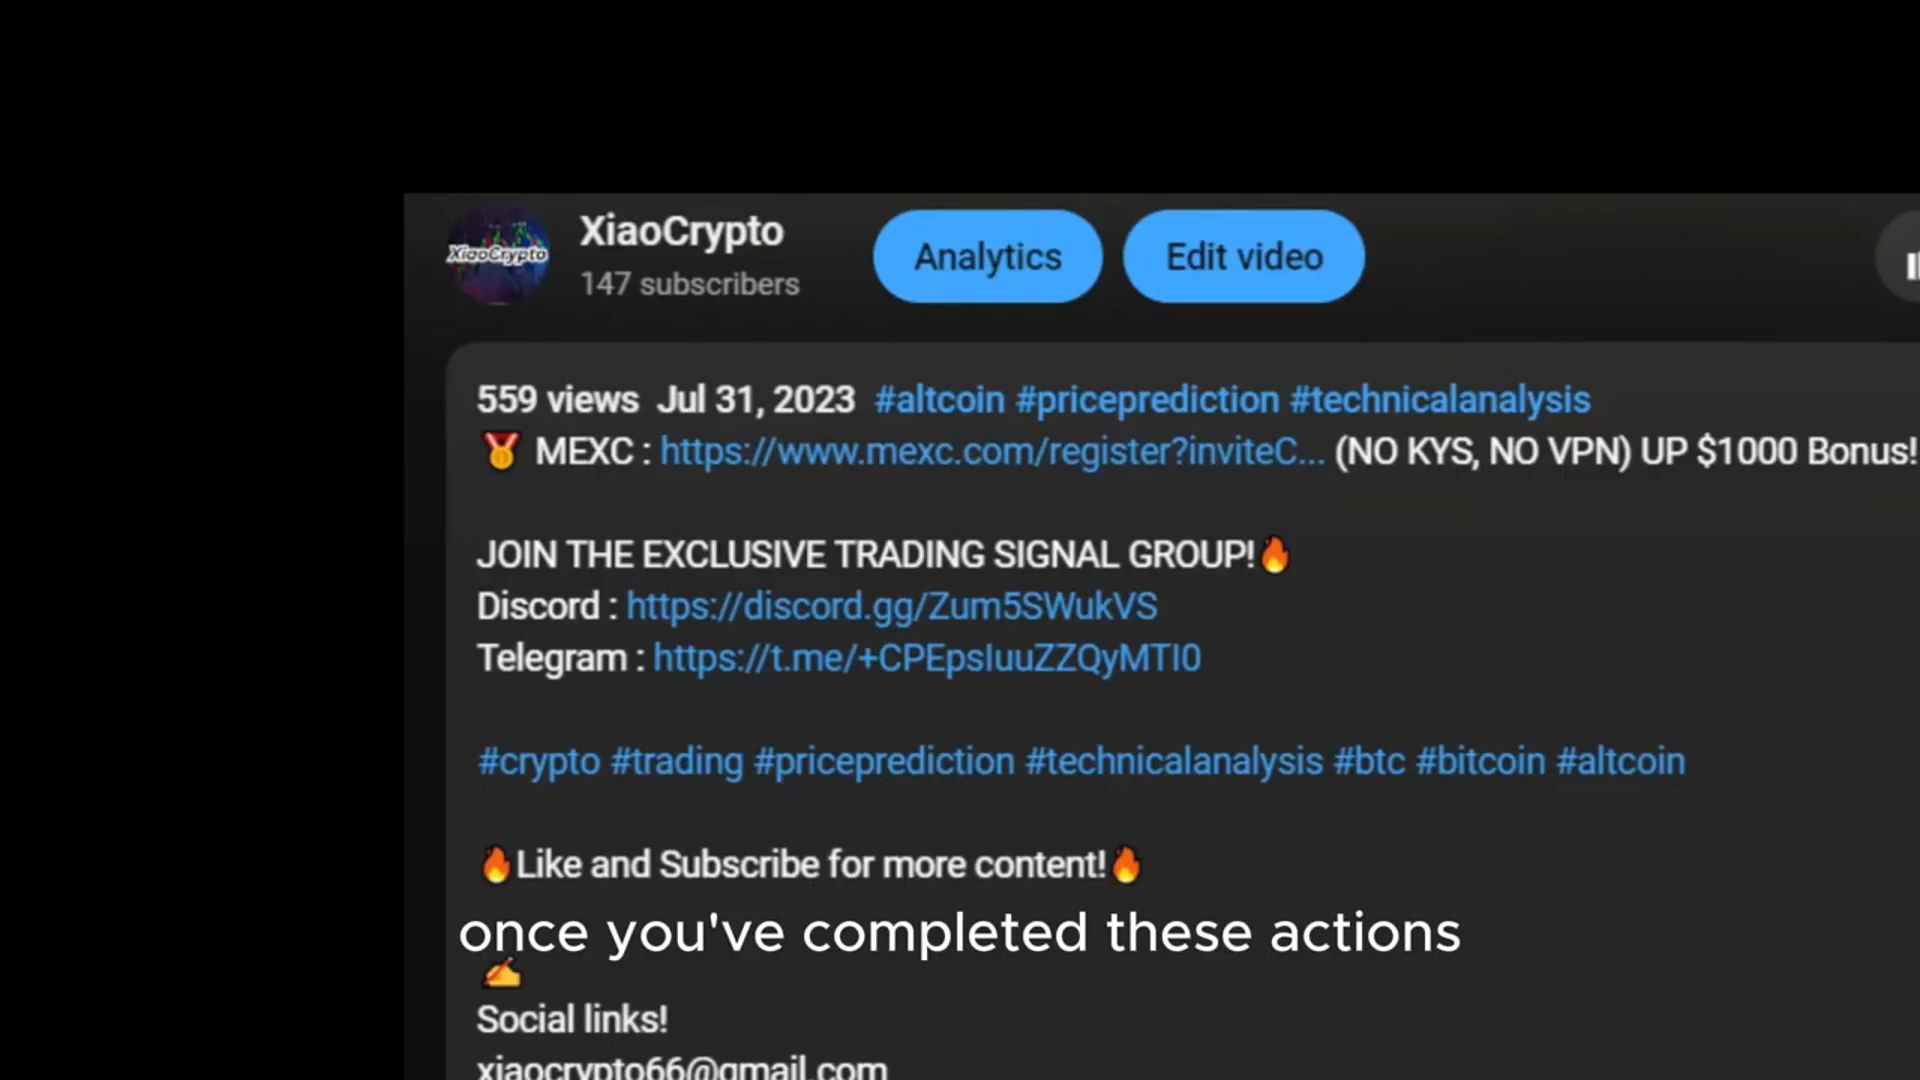 XiaoCrypto
XiaoCrypto
147 subscribers
Analytics
Edit video
559 views Jul 31, 2023 #altcoin #priceprediction #technicalanalysis
🏅 MEXC : https://www.mexc.com/register?inviteC... (NO KYS, NO VPN) UP $1000 Bonus!
JOIN THE EXCLUSIVE TRADING SIGNAL GROUP!🔥
Discord : https://discord.gg/Zum5SWukVS
Telegram : https://t.me/+CPEpsIuuZZQyMTI0
#crypto #trading #priceprediction #technicalanalysis #btc #bitcoin #altcoin
🔥Like and Subscribe for more content!🔥
once you've completed these actions
✍
Social links!
xiaocrypto66@gmail.com